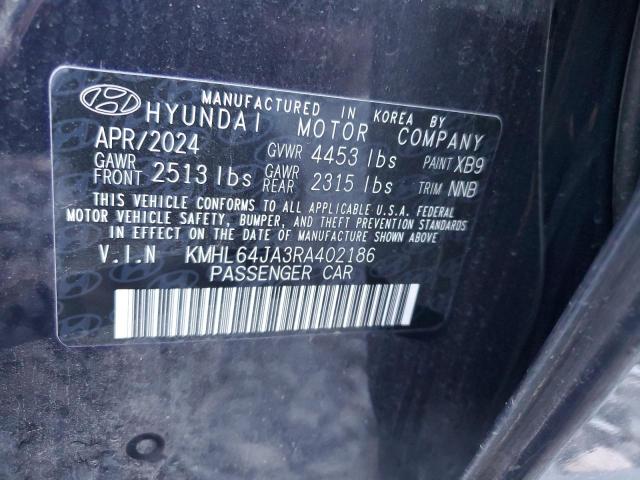 MANUFACTURED IN KOREA BY
HYUNDAI MOTOR COMPANY
APR/2024 GVWR 4453 lbs PAINT XB9
GAWR FRONT 2513 lbs GAWR REAR 2315 lbs TRIM NNB
THIS VEHICLE CONFORMS TO ALL APPLICABLE U.S.A. FEDERAL
MOTOR VEHICLE SAFETY, BUMPER, AND THEFT PREVENTION STANDARDS
IN EFFECT ON THE DATE OF MANUFACTURE SHOWN ABOVE.
V.I.N KMHL64JA3RA402186
PASSENGER CAR